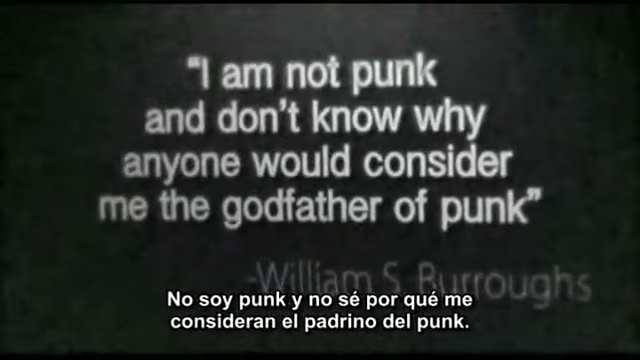 “I am not punk
and don’t know why
anyone would consider
me the godfather of punk”
-William S. Burroughs
No soy punk y no sé por qué me
consideran el padrino del punk.